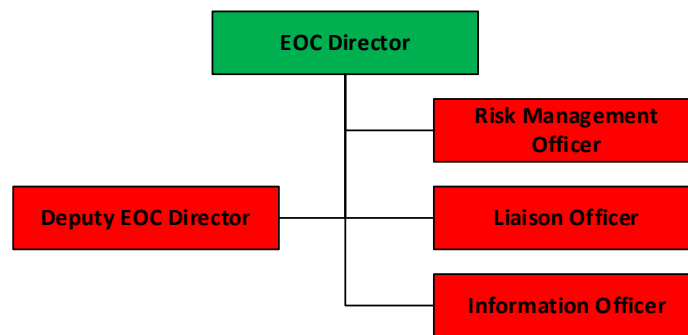 EOC Director
Risk Management
Officer
Deputy EOC Director
Liaison Officer
Information Officer